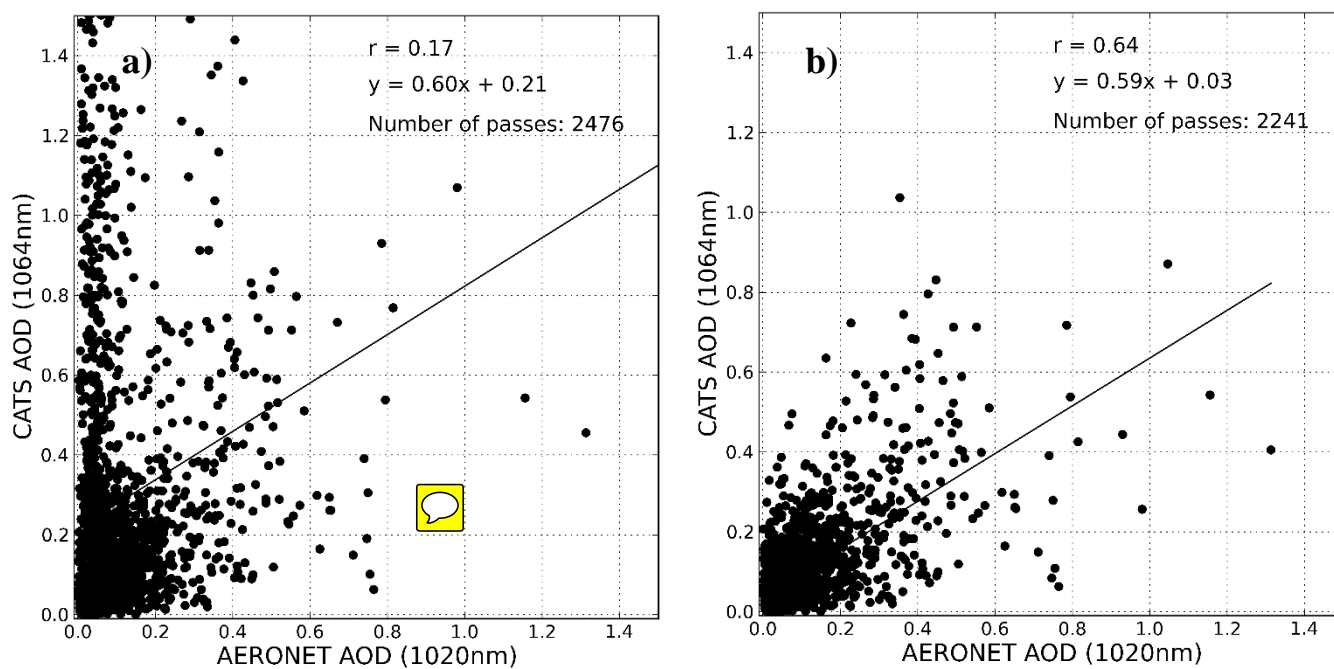 a)
r = 0.17
y = 0.60x + 0.21
Number of passes: 2476
1.4
1.2
1.0
0.8
0.6
0.4
0.2
0.0
CATS AOD (1064nm)
0.0 0.2 0.4 0.6 0.8 1.0 1.2 1.4
AERONET AOD (1020nm)
b)
r = 0.64
y = 0.59x + 0.03
Number of passes: 2241
1.4
1.2
1.0
0.8
0.6
0.4
0.2
0.0
CATS AOD (1064nm)
0.0 0.2 0.4 0.6 0.8 1.0 1.2 1.4
AERONET AOD (1020nm)